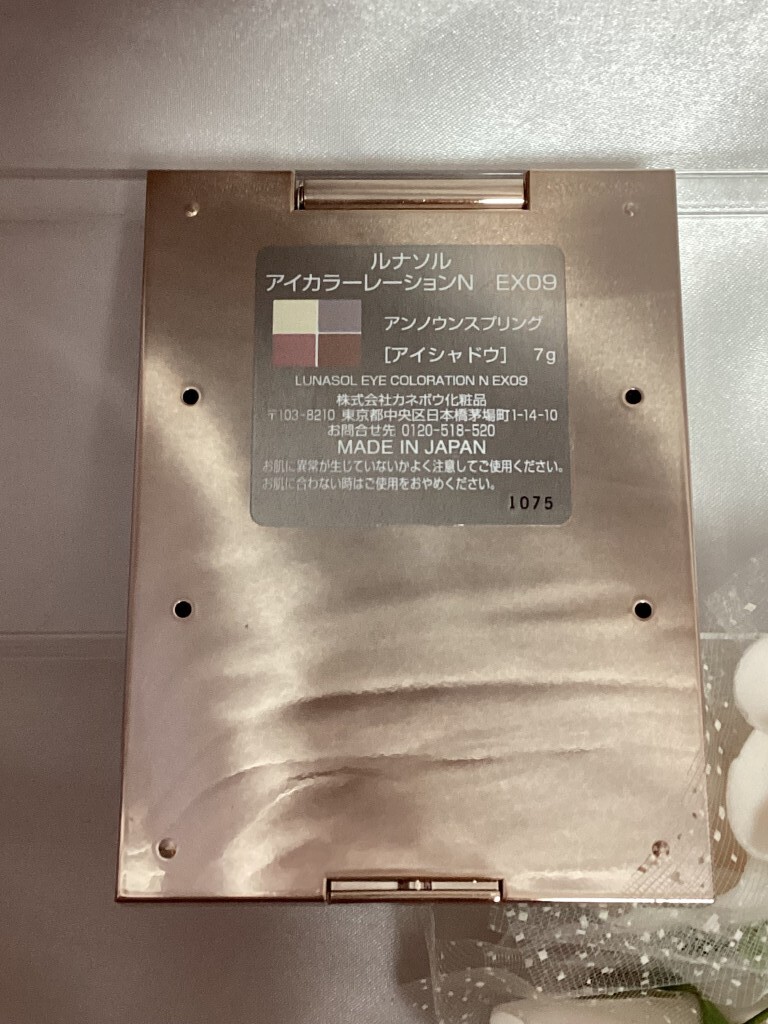 ルナソル
アイカラーレーションN EX09
アンノウンスプリング
[アイシャドウ] 7g
LUNASOL EYE COLORATION N EX09
株式会社カネボウ化粧品
〒103-8210 東京都中央区日本橋茅場町1-14-10
お問合せ先 0120-518-520
MADE IN JAPAN
お肌に異常が生じていないかよく注意してご使用ください。
お肌に合わない時はご使用をおやめください。
1075